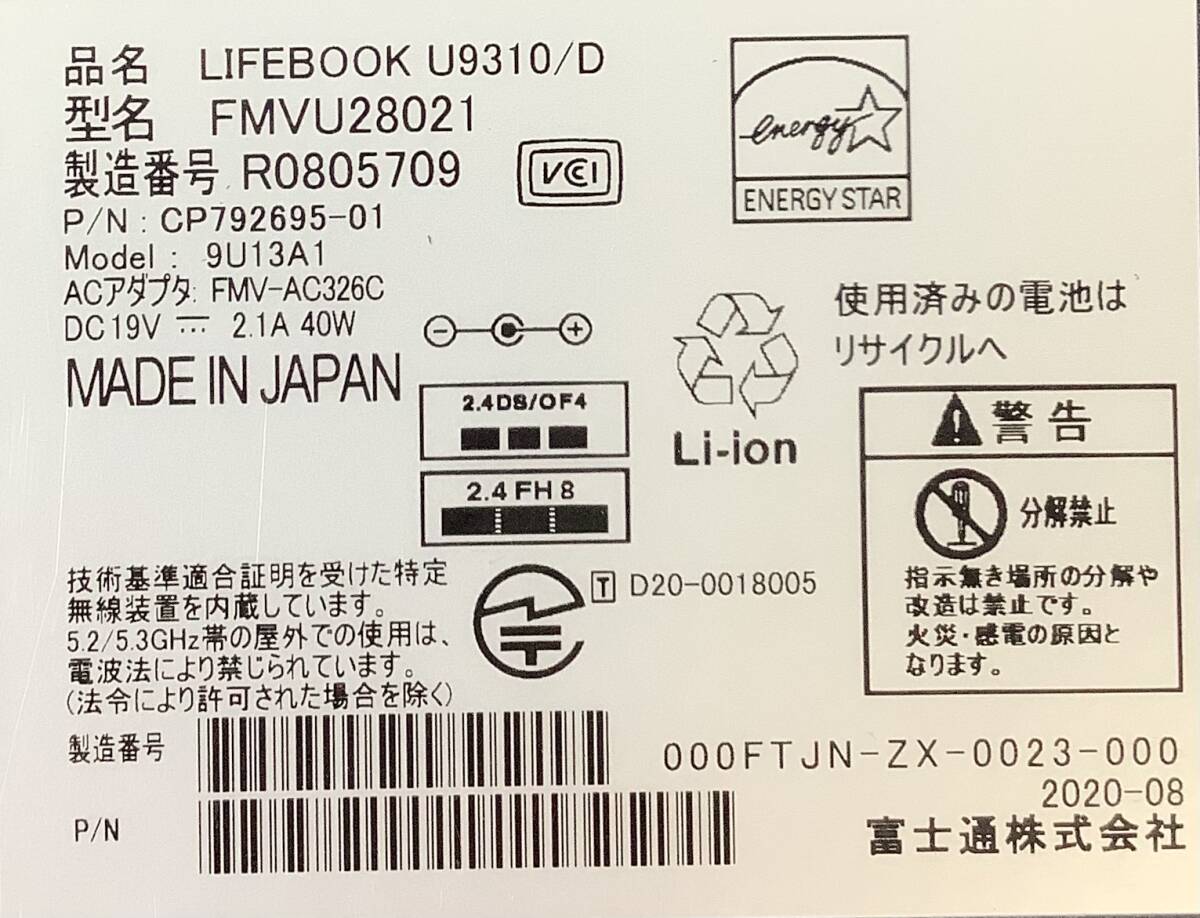 品名 LIFEBOOK U9310/D
型名 FMVU28021
製造番号 R0805709
VCI
P/N : CP792695-01
Model : 9U13A1
ACアダプタ: FMV-AC326C
DC19V 2.1A 40W
MADE IN JAPAN
energy
ENERGY STAR
使用済みの電池は
リサイクルへ
Li-ion
2.4DS/OF4
2.4FH8
警告
分解禁止
指示無き場所の分解や
改造は禁止です。
火災・感電の原因と
なります。
技術基準適合証明を受けた特定
無線装置を内蔵しています。
5.2/5.3GHz帯の屋外での使用は、
電波法により禁じられています。
(法令により許可された場合を除く)
T D20-0018005
製造番号
P/N
000FTJN-ZX-0023-000
2020-08
富士通株式会社